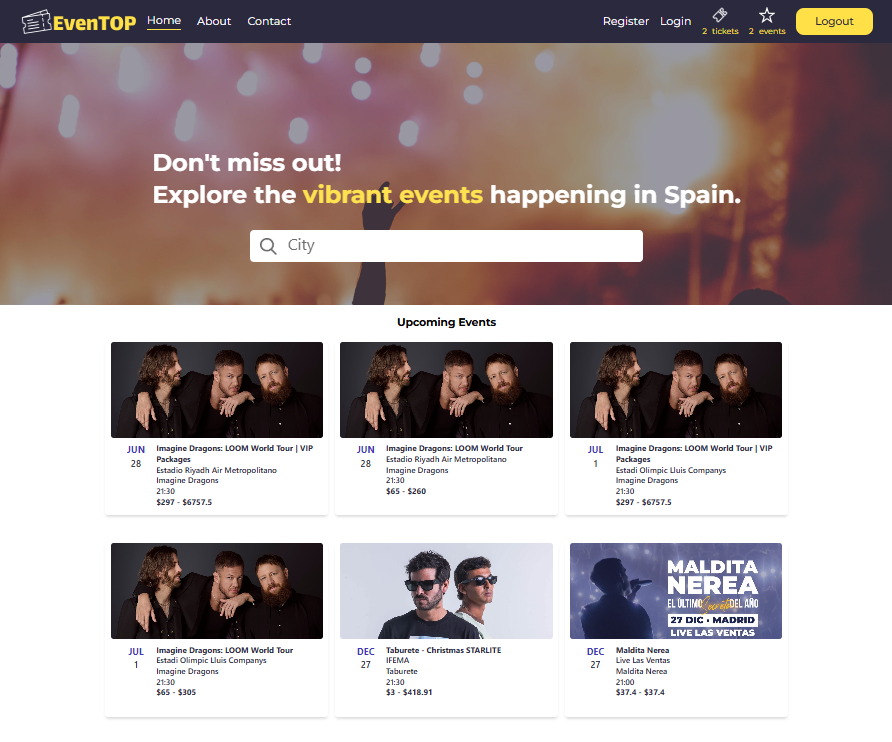 EvenTOP
Home
About
Contact
Register
Login
2 tickets
2 events
Logout
Don't miss out!
Explore the vibrant events happening in Spain.
City
Upcoming Events
JUN
28
Imagine Dragons: LOOM World Tour | VIP
Packages
Estadio Riyadh Air Metropolitano
Imagine Dragons
21:30
$297 - $6757.5
JUN
28
Imagine Dragons: LOOM World Tour
Estadio Riyadh Air Metropolitano
Imagine Dragons
21:30
$65 - $260
JUL
1
Imagine Dragons: LOOM World Tour | VIP
Packages
Estadi Olimpic Lluis Companys
Imagine Dragons
21:30
$297 - $6757.5
JUL
1
Imagine Dragons: LOOM World Tour
Estadi Olimpic Lluis Companys
Imagine Dragons
21:30
$65 - $305
DEC
27
Taburete - Christmas STARLITE
IFEMA
Taburete
21:30
$3 - $418.91
MALDITA
NEREA
EL ÚLTIMO Secreto DEL AÑO
27 DIC · MADRID
LIVE LAS VENTAS
DEC
27
Maldita Nerea
Live Las Ventas
Maldita Nerea
21:00
$37.4 - $37.4